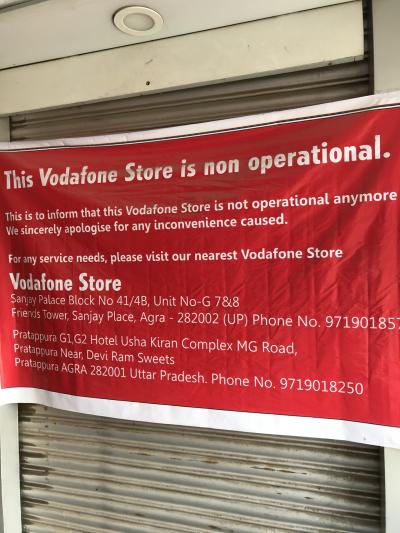 This Vodafone Store is non operational.
This is to inform that this Vodafone Store is not operational anymore
We sincerely apologise for any inconvenience caused.
For any service needs, please visit our nearest Vodafone Store
Vodafone Store
Sanjay Palace Block No 41/4B, Unit No-G 7&8
Friends Tower, Sanjay Place, Agra - 282002 (UP) Phone No.
Pratappura G1,G2 Hotel Usha Kiran Complex MG Road,
Pratappura Near, Devi Ram Sweets
Pratappura AGRA 282001 Uttar Pradesh. Phone No. 9719018250